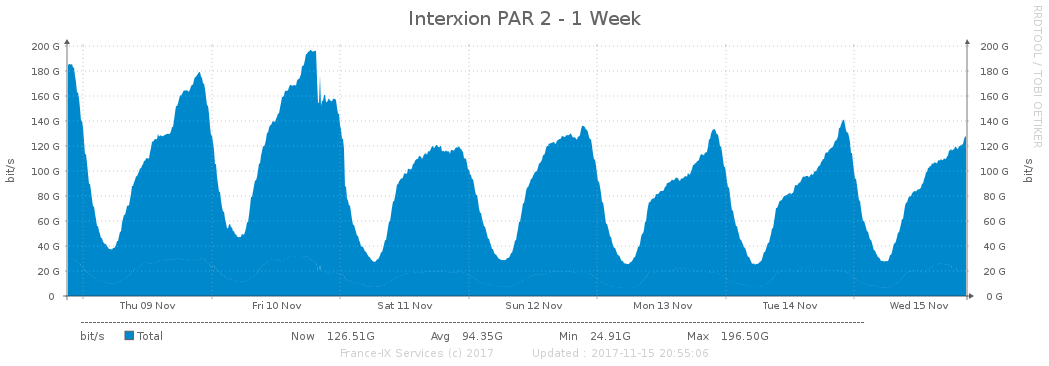 Interxion PAR 2 - 1 Week
RRDTOOL / TOBI OETIKER
bit/s
200 G 200 G
180 G 180 G
160 G 160 G
140 G 140 G
120 G 120 G
100 G 100 G
80 G 80 G
60 G 60 G
40 G 40 G
20 G 20 G
0 0 G
bit/s
Thu 09 Nov Fri 10 Nov Sat 11 Nov Sun 12 Nov Mon 13 Nov Tue 14 Nov Wed 15 Nov
bit/s Total Now 126.51G Avg 94.35G Min 24.91G Max 196.50G
France-IX Services (c) 2017 Updated : 2017-11-15 20:55:06